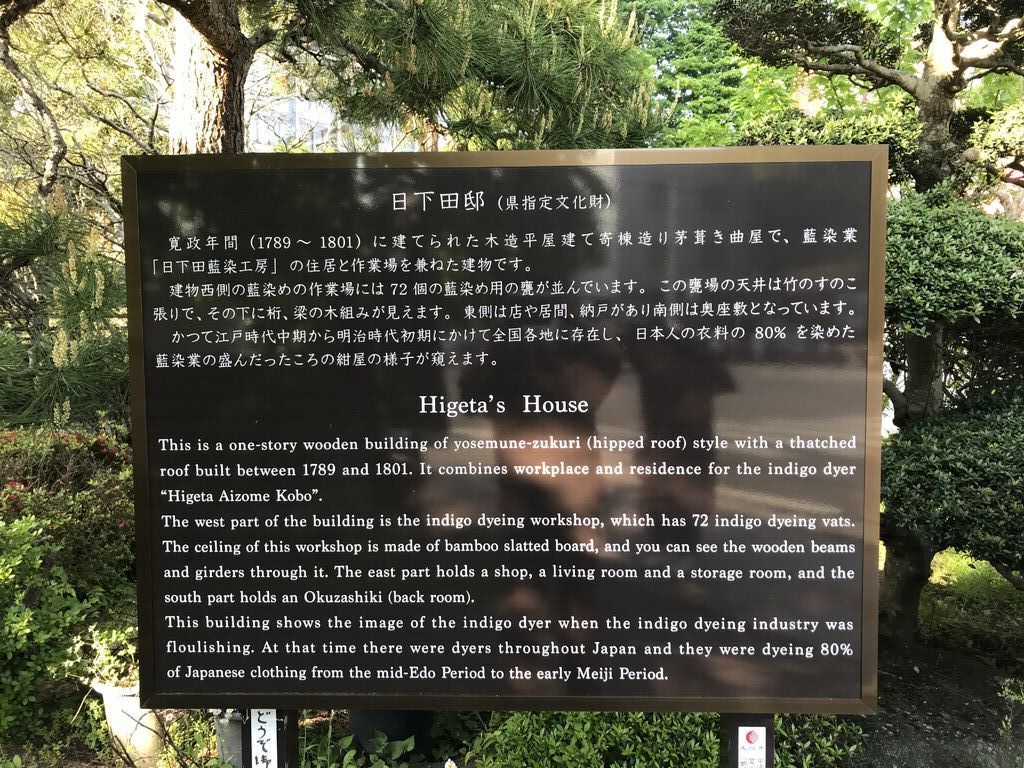 日下田邸（県指定文化財）
寛政年間（1789～1801）に建てられた木造平屋建て寄棟造り茅葺き曲屋で、藍染業
「日下田藍染工房」の住居と作業場を兼ねた建物です。
建物西側の藍染めの作業場には72個の藍染め用の甕が並んでいます。この甕場の天井は竹のすのこ
張りで、その下に桁、梁の木組みが見えます。東側は店や居間、納戸があり南側は奥座敷となっています。
かつて江戸時代中期から明治時代初期にかけて全国各地に存在し、日本人の衣料の80%を染めた
藍染業の盛んだったころの紺屋の様子が窺えます。
Higeta's House
This is a one-story wooden building of yosemune-zukuri (hipped roof) style with a thatched
roof built between 1789 and 1801. It combines workplace and residence for the indigo dyer
“Higeta Aizome Kobo”.
The west part of the building is the indigo dyeing workshop, which has 72 indigo dyeing vats.
The ceiling of this workshop is made of bamboo slatted board, and you can see the wooden beams
and girders through it. The east part holds a shop, a living room and a storage room, and the
south part holds an Okuzashiki (back room).
This building shows the image of the indigo dyer when the indigo dyeing industry was
floulishing. At that time there were dyers throughout Japan and they were dyeing 80%
of Japanese clothing from the mid-Edo Period to the early Meiji Period.
どうぞ御